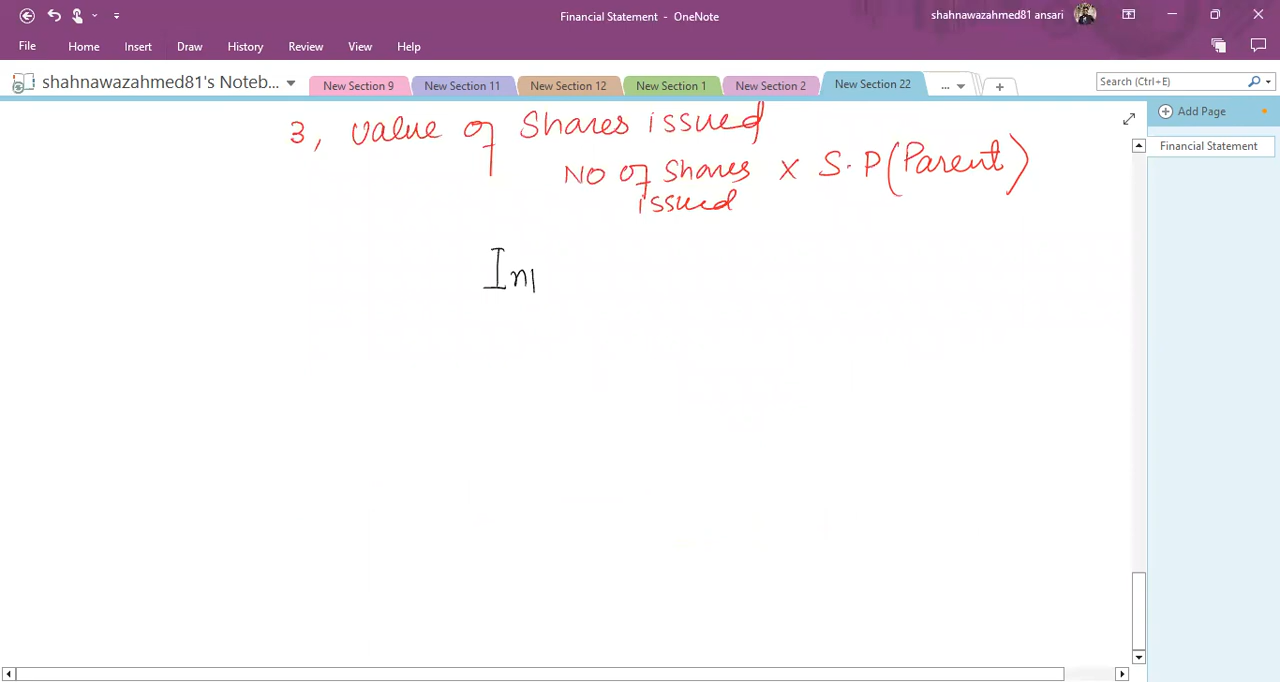 Financial Statement - OneNote
shahnawazahmed81 ansari
File Home Insert Draw History Review View Help
shahnawazahmed81's Noteb... New Section 9 New Section 11 New Section 12 New Section 1 New Section 2 New Section 22 ... + Search (Ctrl+E)
Add Page
Financial Statement
3, Value of Shares issued
No of Shares x S.P (Parent)
issued